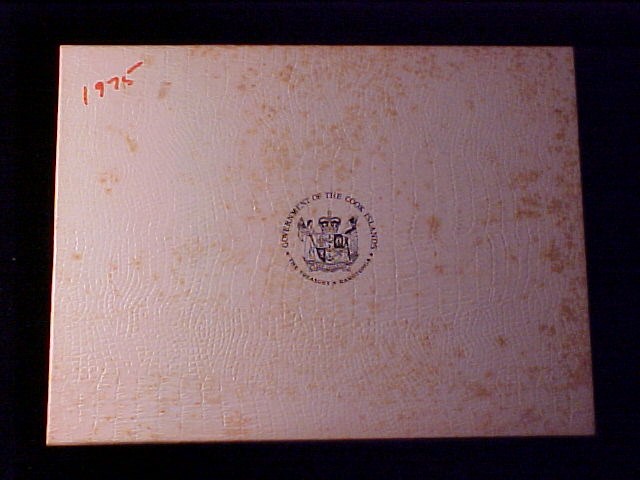 1975
GOVERNMENT OF THE COOK ISLANDS
★ THE TREASURY ★ RAROTONGA ★